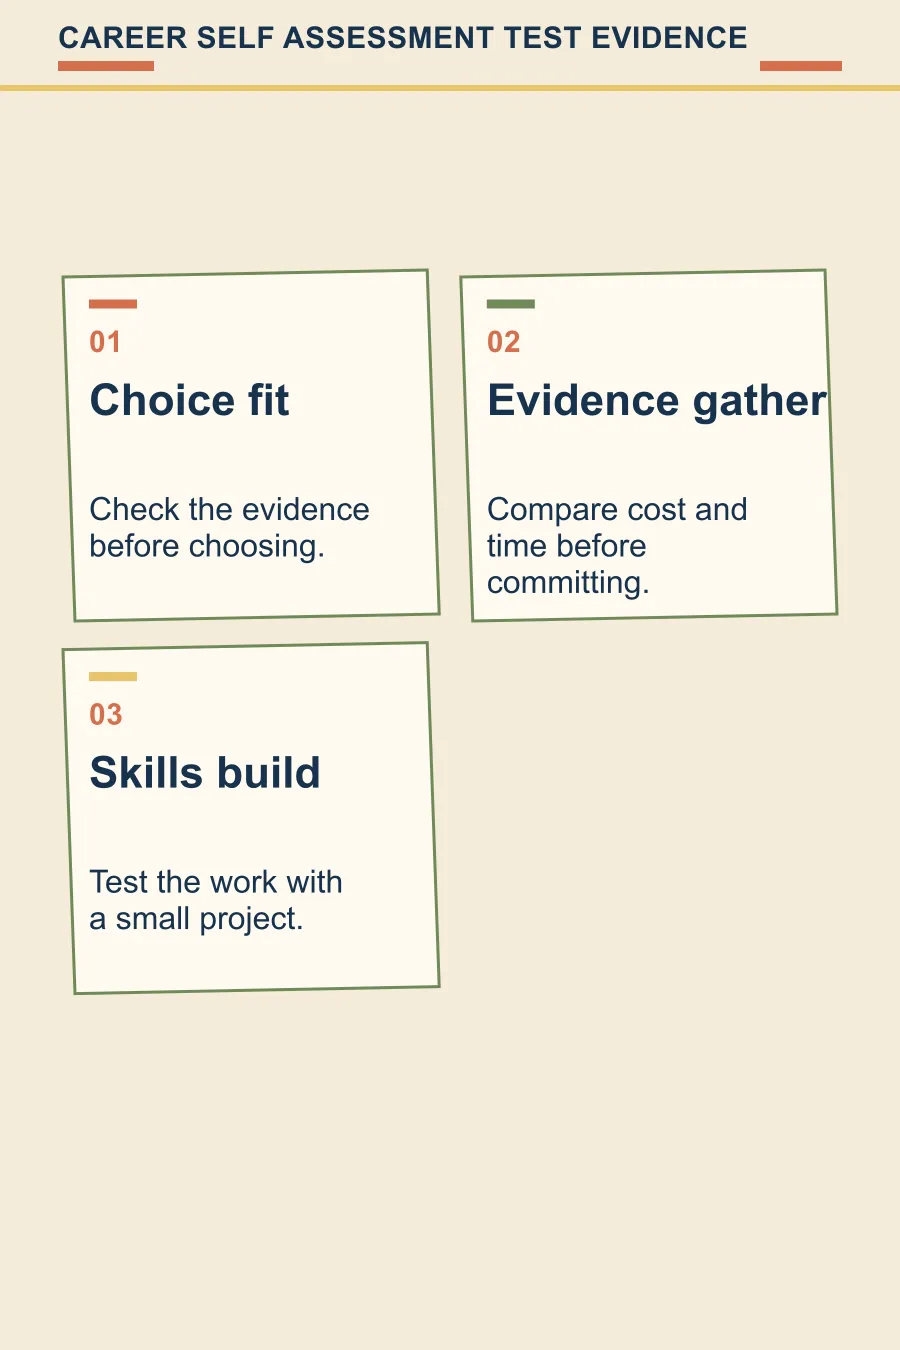 CAREER SELF ASSESSMENT TEST EVIDENCE
01
Choice fit
Check the evidence
before choosing.
02
Evidence gather
Compare cost and
time before
committing.
03
Skills build
Test the work with
a small project.